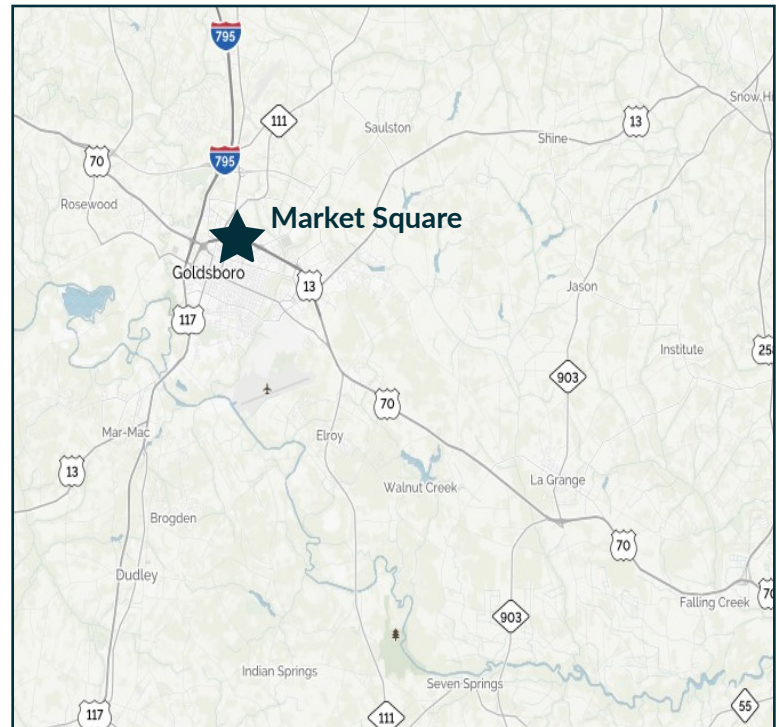 795
111
Saulston
13
Snow Hi
Shine
70
795
Rosewood
Market Square
Goldsboro
13
Jason
117
Institute
258
903
70
Mar-Mac
Elroy
13
Walnut Creek
La Grange
Brogden
70
Dudley
70
Falling Creek
903
Indian Springs
Seven Springs
117
111
55